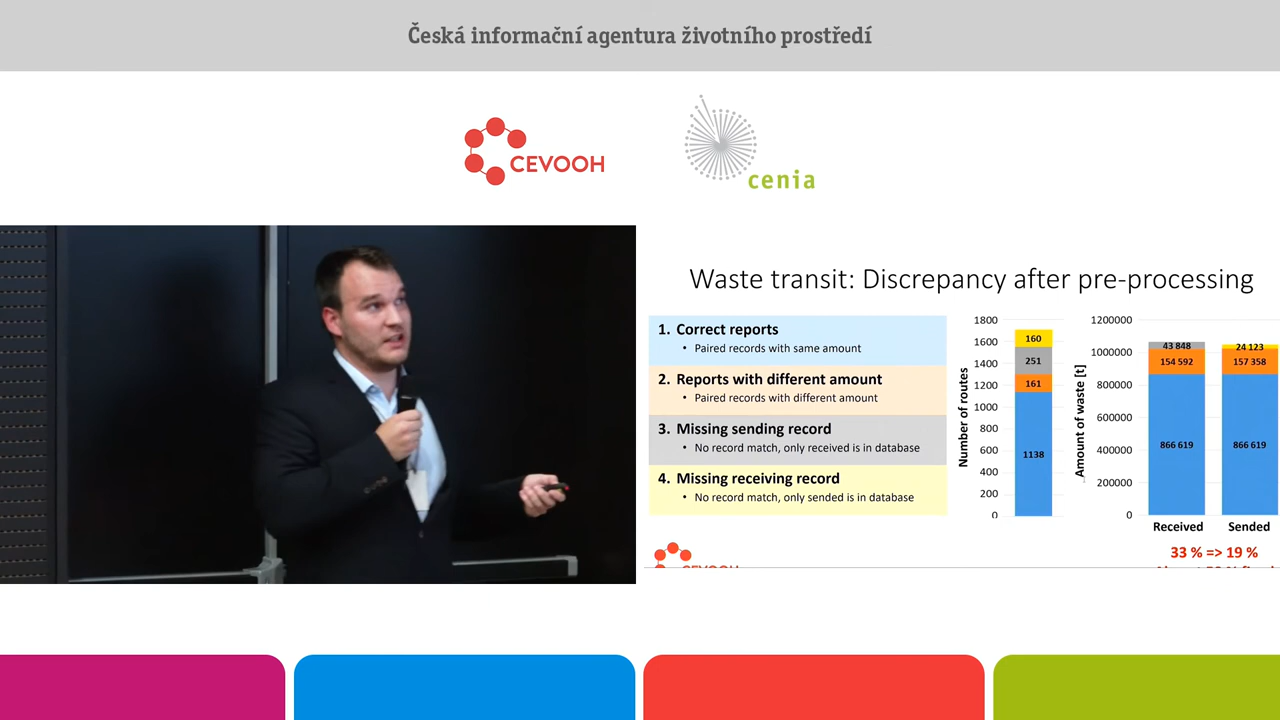 Česká informační agentura životního prostředí
CEVOOH
cenia
Waste transit: Discrepancy after pre-processing
1. Correct reports
• Paired records with same amount
2. Reports with different amount
• Paired records with different amount
3. Missing sending record
• No record match, only received is in database
4. Missing receiving record
• No record match, only sended is in database
Number of routes
1800
1600
1400
1200
1000
800
600
400
200
0
160
251
161
1138
Amount of waste [t]
1200000
1000000
800000
600000
400000
200000
0
43 848
154 592
866 619
24 123
157 358
866 619
Received
Sended
33 % => 19 %